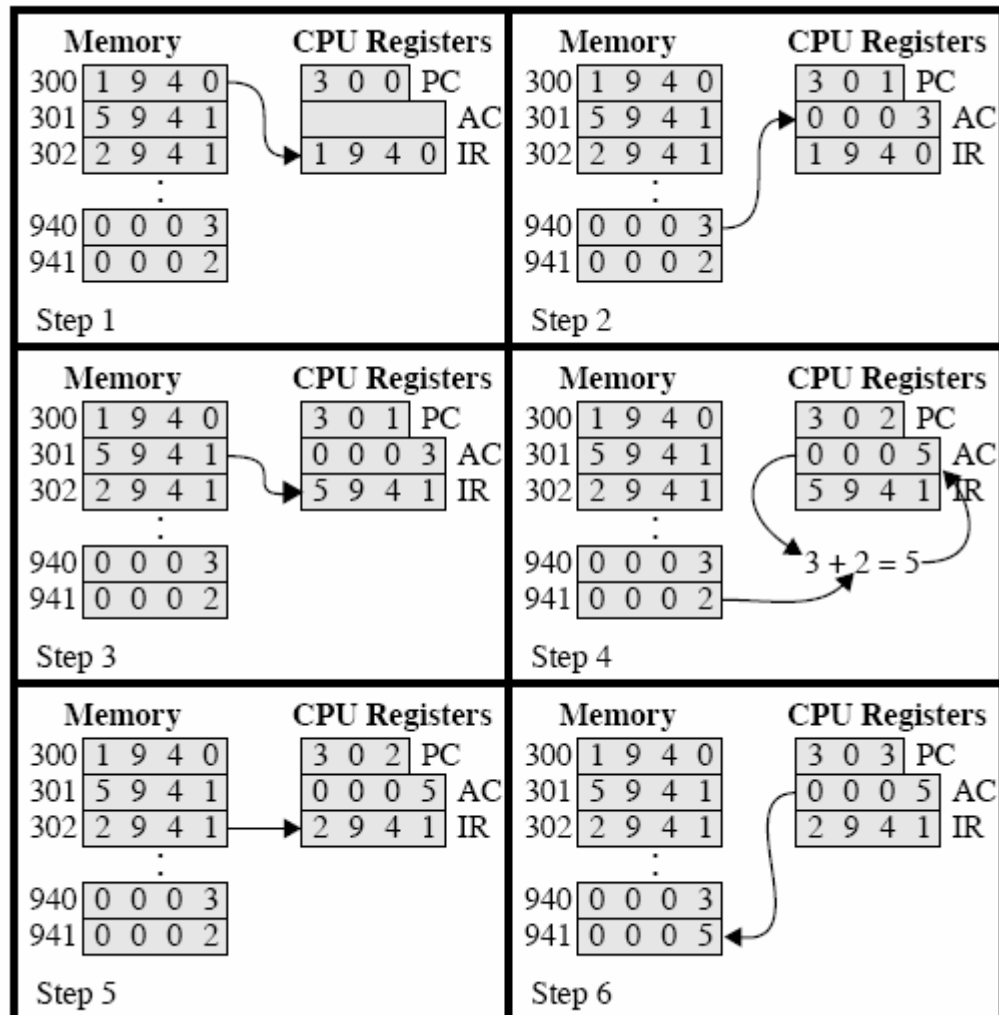 Memory CPU Registers
300 1 9 4 0 3 0 0 PC
301 5 9 4 1 AC
302 2 9 4 1 1 9 4 0 IR
:
940 0 0 0 3
941 0 0 0 2
Step 1
Memory CPU Registers
300 1 9 4 0 3 0 1 PC
301 5 9 4 1 0 0 0 3 AC
302 2 9 4 1 1 9 4 0 IR
:
940 0 0 0 3
941 0 0 0 2
Step 2
Memory CPU Registers
300 1 9 4 0 3 0 1 PC
301 5 9 4 1 0 0 0 3 AC
302 2 9 4 1 5 9 4 1 IR
:
940 0 0 0 3
941 0 0 0 2
Step 3
Memory CPU Registers
300 1 9 4 0 3 0 2 PC
301 5 9 4 1 0 0 0 5 AC
302 2 9 4 1 5 9 4 1 IR
:
940 0 0 0 3 3 + 2 = 5
941 0 0 0 2
Step 4
Memory CPU Registers
300 1 9 4 0 3 0 2 PC
301 5 9 4 1 0 0 0 5 AC
302 2 9 4 1 2 9 4 1 IR
:
940 0 0 0 3
941 0 0 0 2
Step 5
Memory CPU Registers
300 1 9 4 0 3 0 3 PC
301 5 9 4 1 0 0 0 5 AC
302 2 9 4 1 2 9 4 1 IR
:
940 0 0 0 3
941 0 0 0 5
Step 6